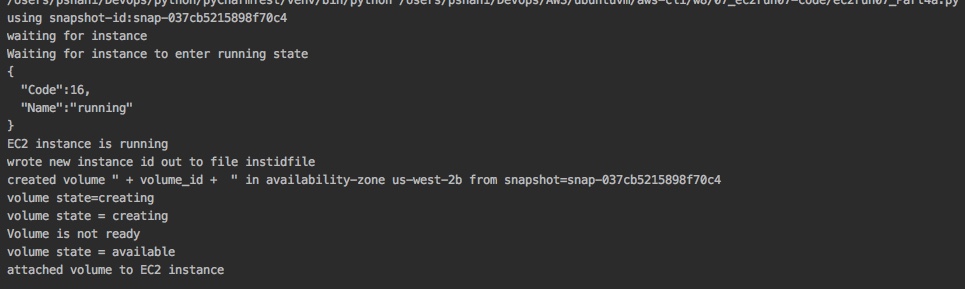 /Users/pshani/Devops/python/pycharmTest/venv/bin/python /Users/pshani/Devops/AWS/ubuntuvm/aws-cli/w8/07_ec2run07-code/ec2run07_Part4a.py
using snapshot-id:snap-037cb5215898f70c4
waiting for instance
Waiting for instance to enter running state
{
  "Code":16,
  "Name":"running"
}
EC2 instance is running
wrote new instance id out to file instidfile
created volume " + volume_id +  " in availability-zone us-west-2b from snapshot=snap-037cb5215898f70c4
volume state=creating
volume state = creating
Volume is not ready
volume state = available
attached volume to EC2 instance